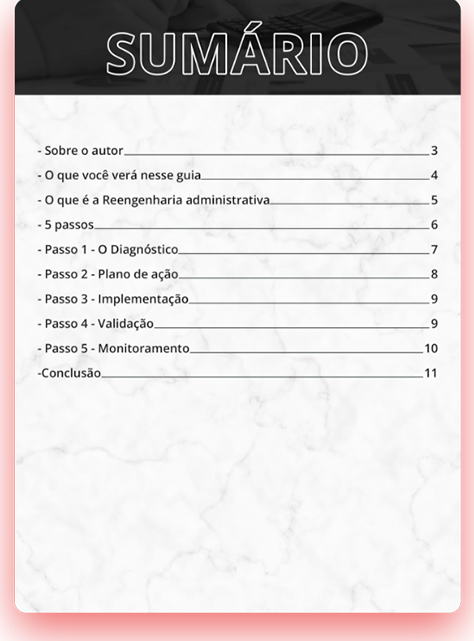 SUMÁRIO
- Sobre o autor 3
- O que você verá nesse guia 4
- O que é a Reengenharia administrativa 5
- 5 passos 6
- Passo 1 - O Diagnóstico 7
- Passo 2 - Plano de ação 8
- Passo 3 - Implementação 9
- Passo 4 - Validação 9
- Passo 5 - Monitoramento 10
-Conclusão 11